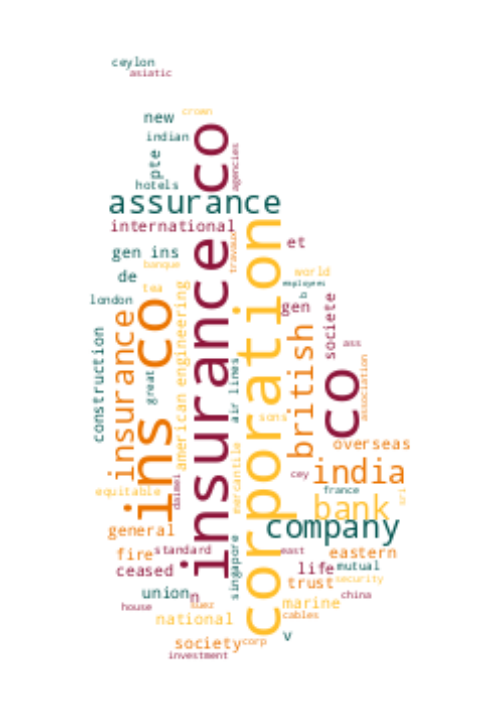 ceylon
asiatic
crown
new
indian
pte
agencies
hotels
insurance co
assurance
international
corporation
travaux
et
gen ins
banque
de
tea
world
employees
gen
london
ins co
insurance
american engineering
construction
great
air lines
british
societe
ass
association
co
sons
overseas
mercantile
cey
india
equitable
daimei
france
sri
bank
company
general
fire
standard
singapore
east
eastern
ceased
life
mutual
trust
security
union
n
china
house
suez
marine
cables
national
v
society
corp
investment